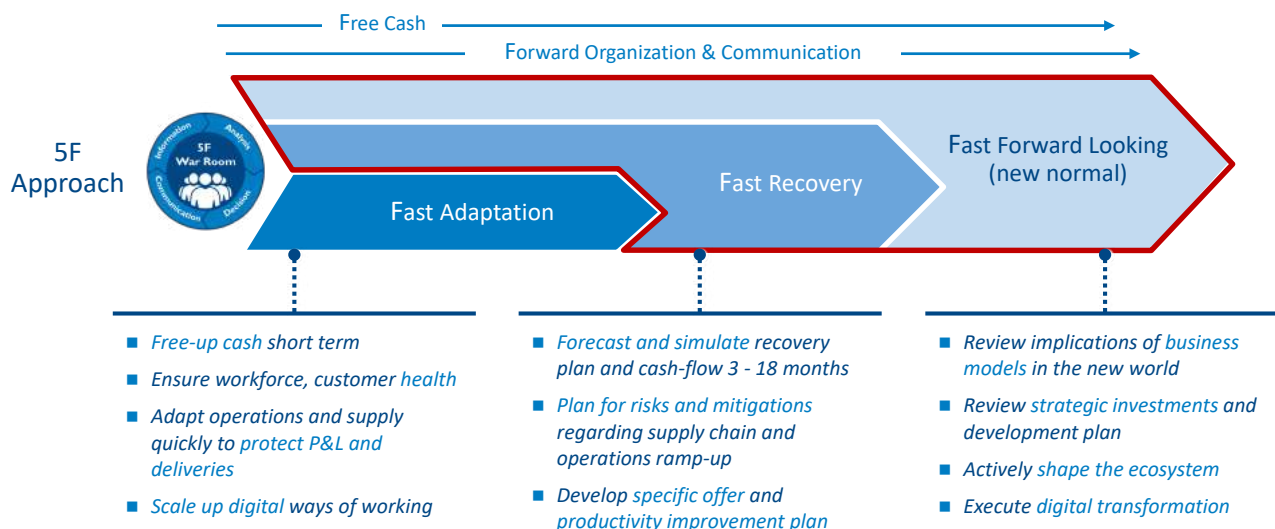 Free Cash
Forward Organization & Communication
5F
Approach
Information
Analysis
5F
War Room
Communication
Decision
Fast Adaptation
Fast Recovery
Fast Forward Looking
(new normal)
Free-up cash short term
Ensure workforce, customer health
Adapt operations and supply
quickly to protect P&L and
deliveries
Scale up digital ways of working
Forecast and simulate recovery
plan and cash-flow 3 - 18 months
Plan for risks and mitigations
regarding supply chain and
operations ramp-up
Develop specific offer and
productivity improvement plan
Review implications of business
models in the new world
Review strategic investments and
development plan
Actively shape the ecosystem
Execute digital transformation